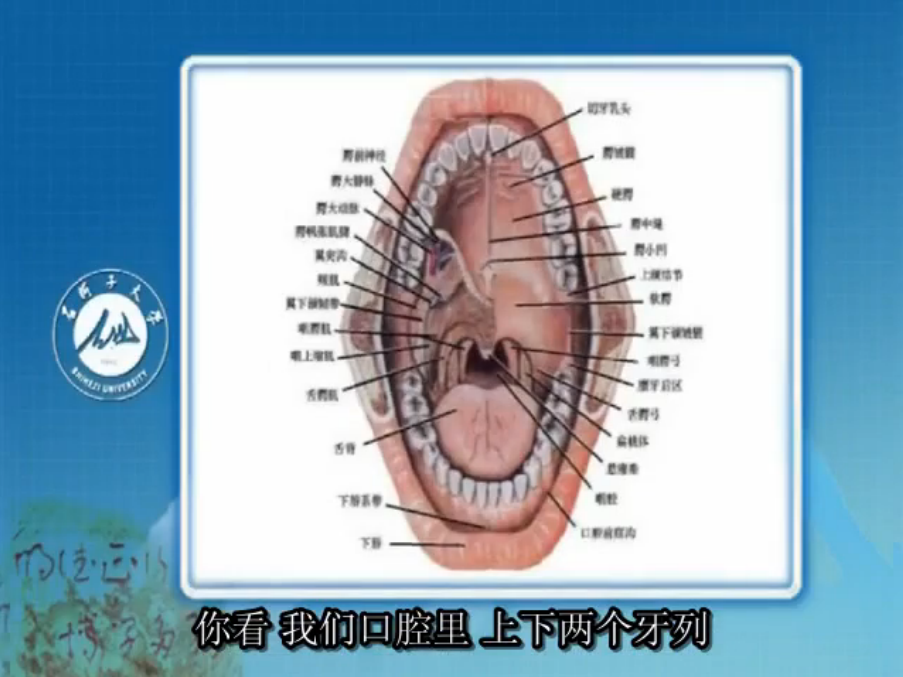 切牙乳头
腭前神经
腭皱襞
腭大静脉
硬腭
腭大动脉
腭中缝
腭帆张肌腱
腭小凹
翼突沟
上颌结节
颊肌
软腭
翼下颌韧带
翼下颌皱襞
咽腭肌
咽腭弓
咽上缩肌
磨牙后区
舌腭肌
舌腭弓
扁桃体
舌背
悬雍垂
咽腔
下唇系带
口腔前庭沟
下唇
石河子大学
SHIHEZI UNIVERSITY
你看 我们口腔里 上下两个牙列